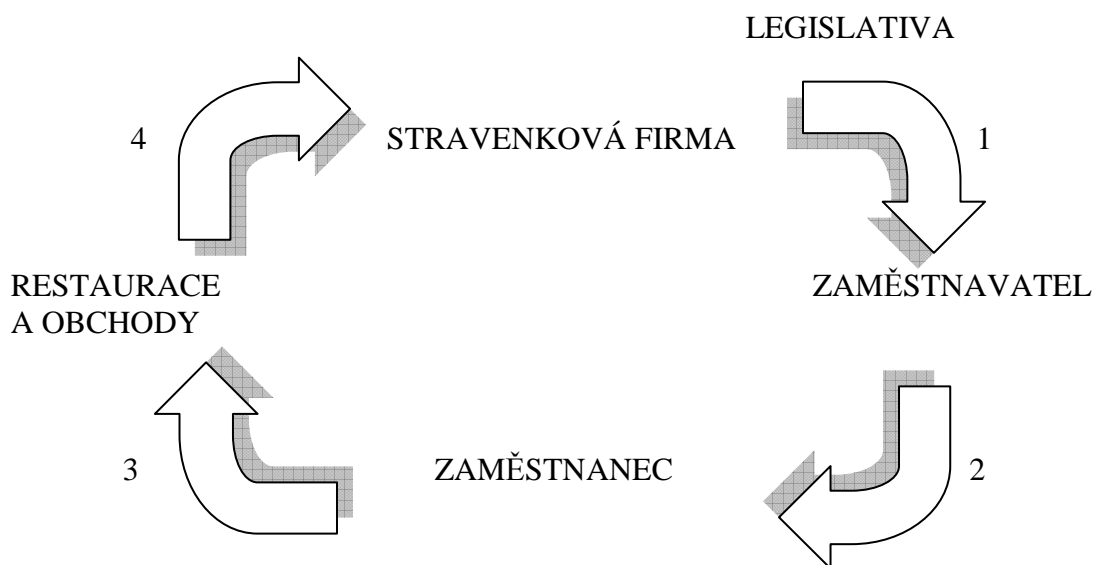 LEGISLATIVA
4
STRAVENKOVÁ FIRMA
1
RESTAURACE
A OBCHODY
ZAMĚSTNAVATEL
3
ZAMĚSTNANEC
2